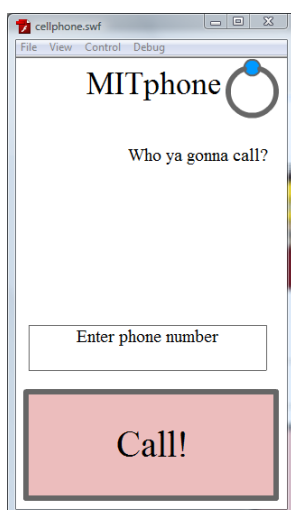 cellphone.swf
File View Control Debug
MITphone
Who ya gonna call?
Enter phone number
Call!